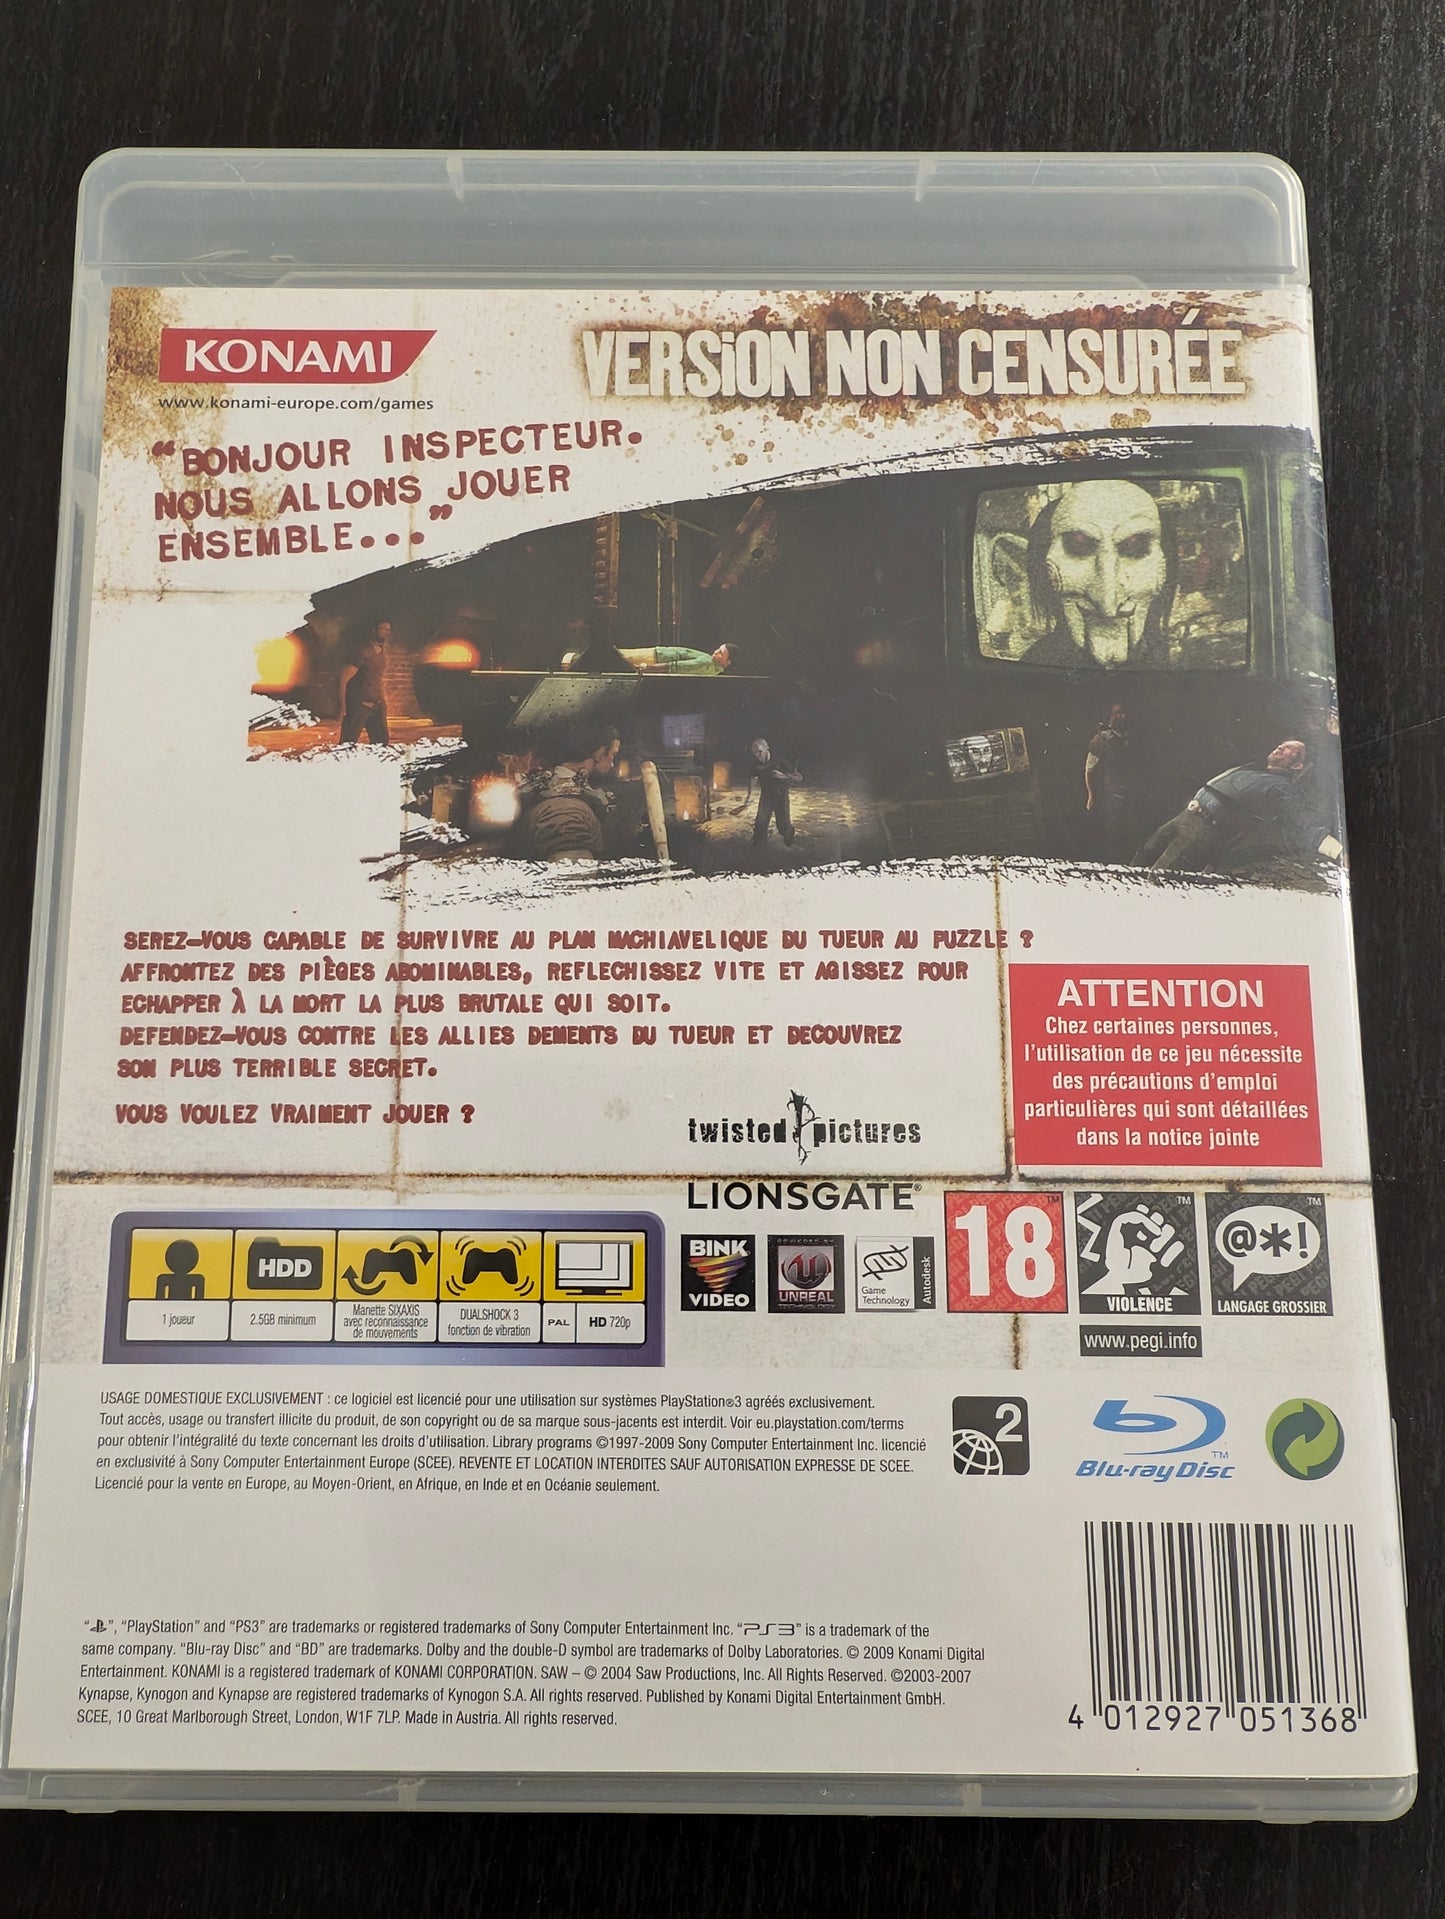 KONAMI
www.konami-europe.com/games
VERSiON NON CENSURÉE
“BONJOUR INSPECTEUR.
NOUS ALLONS JOUER
ENSEMBLE...”
SEREZ-VOUS CAPABLE DE SURVIVRE AU PLAN MACHIAVELIQUE DU TUEUR AU PUZZLE ?
AFFRONTEZ DES PIÈGES ABOMINABLES, REFLECHISSEZ VITE ET AGISSEZ POUR
ECHAPPER À LA MORT LA PLUS BRUTALE QUI SOIT.
DEFENDEZ-VOUS CONTRE LES ALLIES DEMENTS DU TUEUR ET DECOUVREZ
SON PLUS TERRIBLE SECRET.
VOUS VOULEZ VRAIMENT JOUER ?
ATTENTION
Chez certaines personnes,
l'utilisation de ce jeu nécessite
des précautions d'emploi
particulières qui sont détaillées
dans la notice jointe
twisted pictures
LIONSGATE®
HDD
1 joueur
2.5GB minimum
Manette SIXAXIS
avec reconnaissance
de mouvements
DUALSHOCK 3
fonction de vibration
PAL
HD 720p
BINK
VIDEO
UNREAL
TECHNOLOGY
Game
Technology
Autodesk
18™
TM
VIOLENCE
TM
@*!
LANGAGE GROSSIER
www.pegi.info
USAGE DOMESTIQUE EXCLUSIVEMENT : ce logiciel est licencié pour une utilisation sur systèmes PlayStation®3 agréés exclusivement.
Tout accès, usage ou transfert illicite du produit, de son copyright ou de sa marque sous-jacents est interdit. Voir eu.playstation.com/terms
pour obtenir l'intégralité du texte concernant les droits d'utilisation. Library programs ©1997-2009 Sony Computer Entertainment Inc. licencié
en exclusivité à Sony Computer Entertainment Europe (SCEE). REVENTE ET LOCATION INTERDITES SAUF AUTORISATION EXPRESSE DE SCEE.
Licencié pour la vente en Europe, au Moyen-Orient, en Afrique, en Inde et en Océanie seulement.
2
TM
Blu-ray Disc
“ ”, “PlayStation” and “PS3” are trademarks or registered trademarks of Sony Computer Entertainment Inc. “PS3” is a trademark of the
same company. “Blu-ray Disc” and “BD” are trademarks. Dolby and the double-D symbol are trademarks of Dolby Laboratories. © 2009 Konami Digital
Entertainment. KONAMI is a registered trademark of KONAMI CORPORATION. SAW – © 2004 Saw Productions, Inc. All Rights Reserved. ©2003-2007
Kynapse, Kynogon and Kynapse are registered trademarks of Kynogon S.A. All rights reserved. Published by Konami Digital Entertainment GmbH.
SCEE, 10 Great Marlborough Street, London, W1F 7LP. Made in Austria. All rights reserved.
4 012927 051368